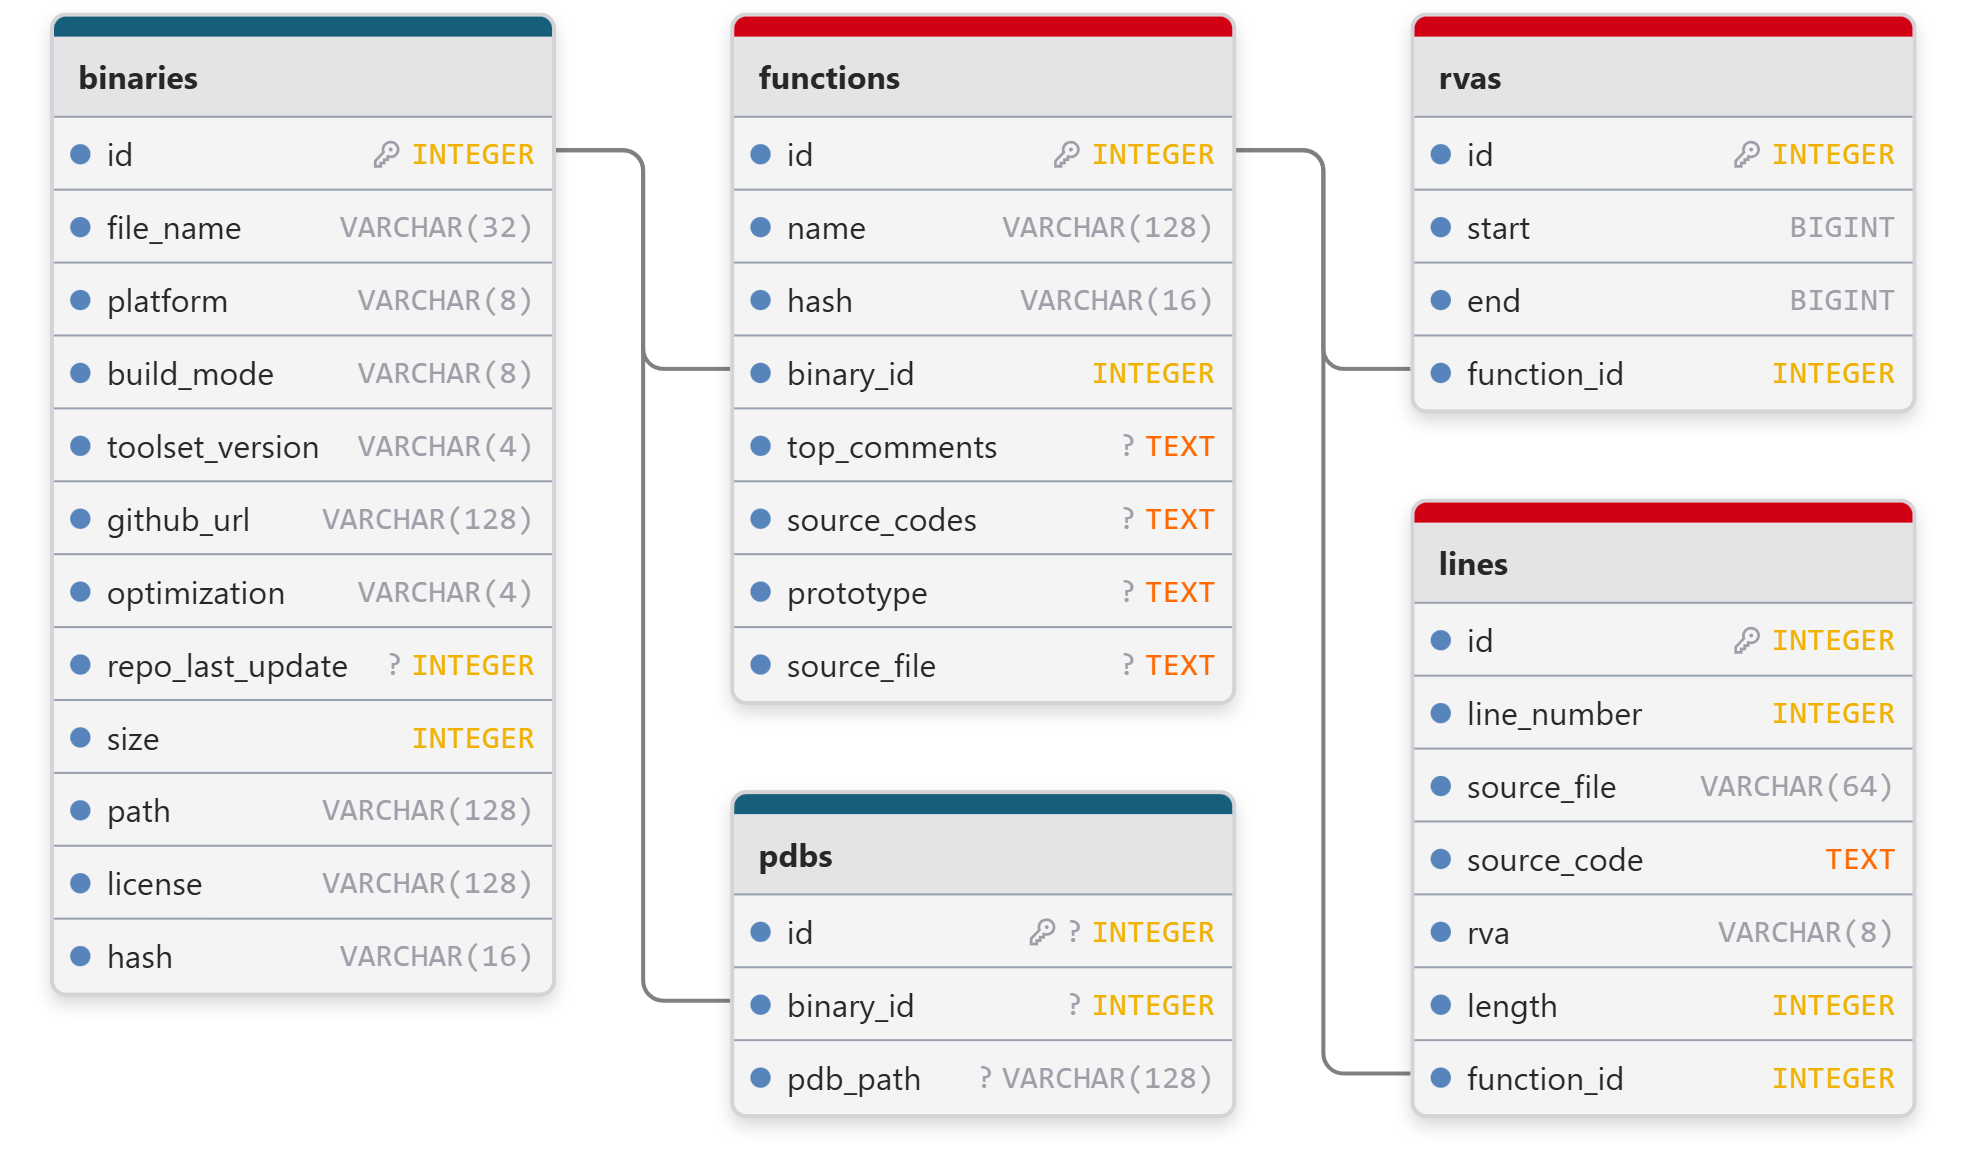 binaries
id INTEGER
file_name VARCHAR(32)
platform VARCHAR(8)
build_mode VARCHAR(8)
toolset_version VARCHAR(4)
github_url VARCHAR(128)
optimization VARCHAR(4)
repo_last_update ? INTEGER
size INTEGER
path VARCHAR(128)
license VARCHAR(128)
hash VARCHAR(16)
functions
id INTEGER
name VARCHAR(128)
hash VARCHAR(16)
binary_id INTEGER
top_comments ? TEXT
source_codes ? TEXT
prototype ? TEXT
source_file ? TEXT
pdbs
id ? INTEGER
binary_id ? INTEGER
pdb_path ? VARCHAR(128)
rvas
id INTEGER
start BIGINT
end BIGINT
function_id INTEGER
lines
id INTEGER
line_number INTEGER
source_file VARCHAR(64)
source_code TEXT
rva VARCHAR(8)
length INTEGER
function_id INTEGER